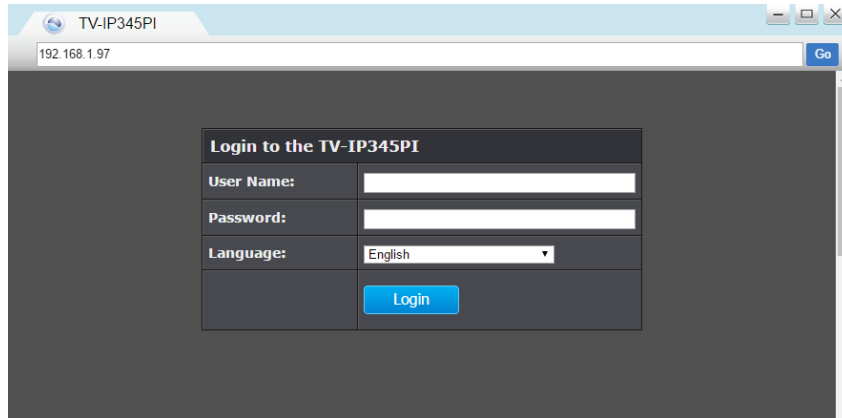 TV-IP345PI
192.168.1.97
Go
Login to the TV-IP345PI
User Name:
Password:
Language:
English
Login